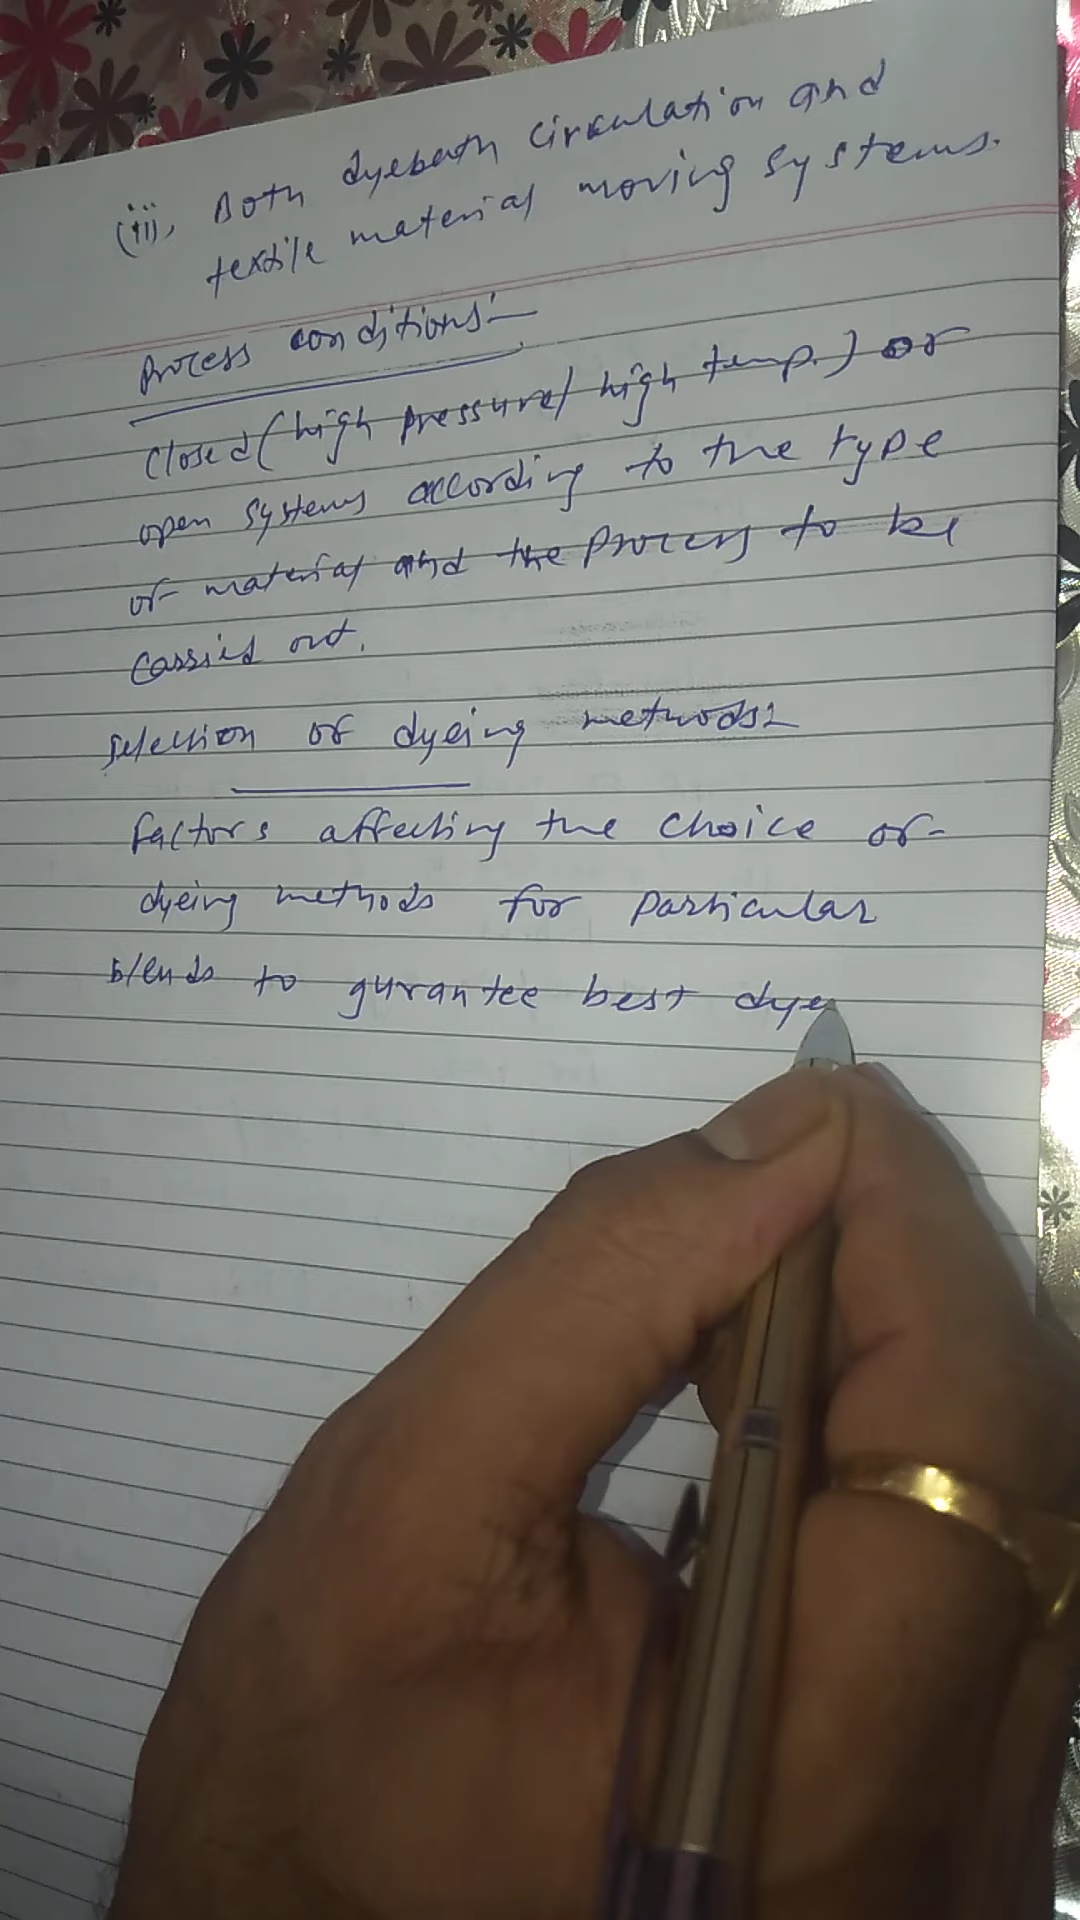 (iii), Both dyebath circulation and
textile material moving systems.
Process conditions:-
Closed (high pressure/ high temp.) or
open systems according to the type
of material and the process to be
carried out.
selection of dyeing methods:
factors affecting the choice of
dyeing methods for particular
blends to gurantee best dye